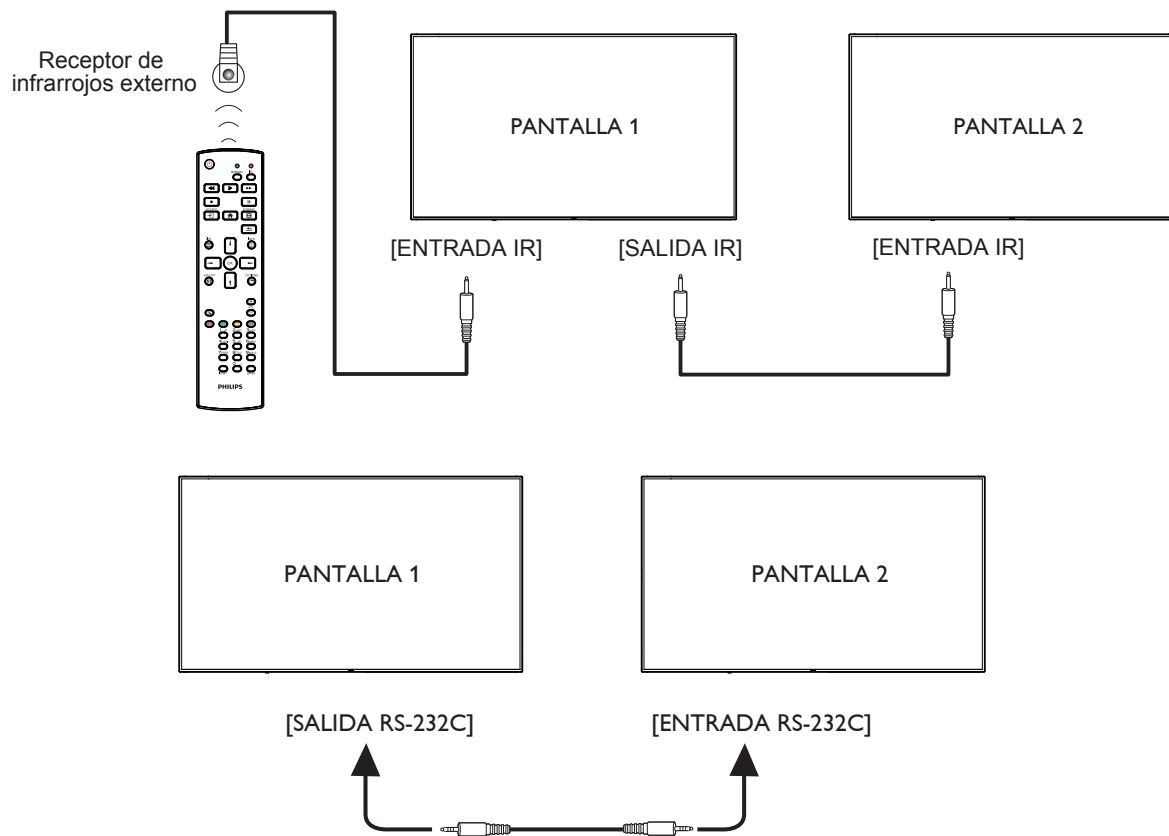 Receptor de
infrarrojos externo
PANTALLA 1
PANTALLA 2
[ENTRADA IR]
[SALIDA IR]
[ENTRADA IR]
PHILIPS
PANTALLA 1
PANTALLA 2
[SALIDA RS-232C]
[ENTRADA RS-232C]